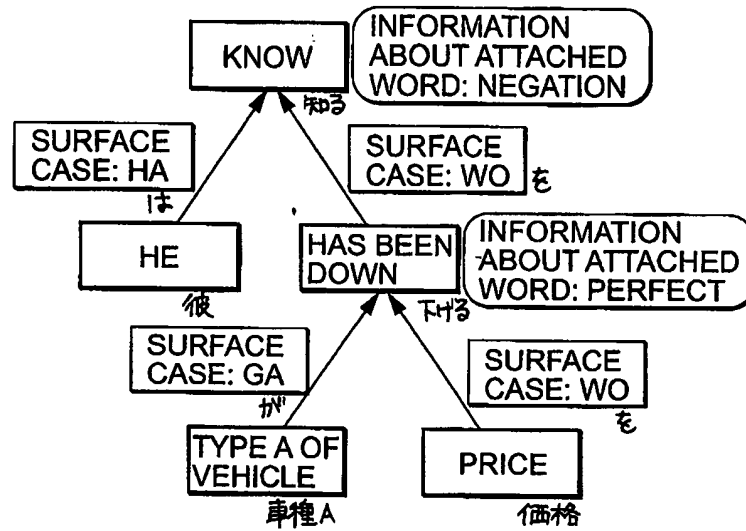 KNOW
INFORMATION
ABOUT ATTACHED
WORD: NEGATION
知る
SURFACE
CASE: HA
は
SURFACE
CASE: WO
を
HE
彼
HAS BEEN
DOWN
下げる
INFORMATION
ABOUT ATTACHED
WORD: PERFECT
SURFACE
CASE: GA
が
SURFACE
CASE: WO
を
TYPE A OF
VEHICLE
車種A
PRICE
価格